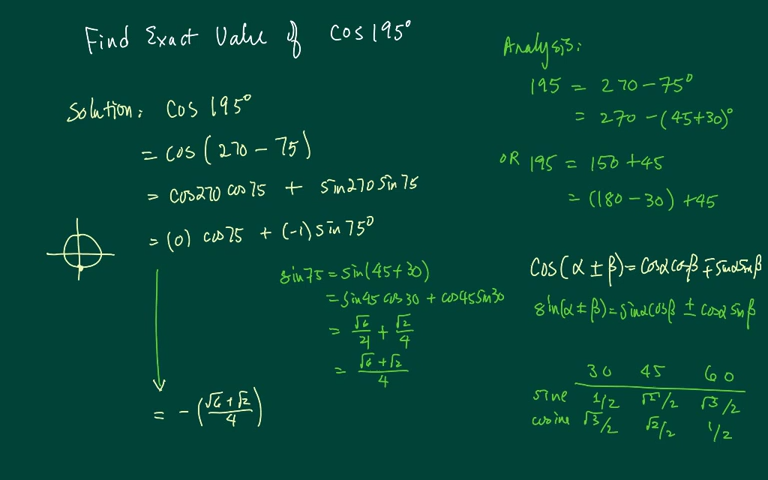 Find Exact Value of cos 195°
Solution: cos 195°
= cos (270 − 75)
= cos270 cos75 + sin270 sin75
= (0) cos75 + (−1) sin 75°
sin75 = sin(45+30)
= sin45 cos30 + cos45 sin30
= √6/4 + √2/4
= (√6 + √2)/4
= − ((√6 + √2)/4)
Analysis:
195 = 270 − 75°
= 270 − (45+30)°
OR 195 = 150 + 45
= (180 − 30) + 45
Cos(α ± β) = cosα cosβ ∓ sinα sinβ
sin(α ± β) = sinα cosβ ± cosα sinβ
30 45 60
sine 1/2 √2/2 √3/2
cosine √3/2 √2/2 1/2